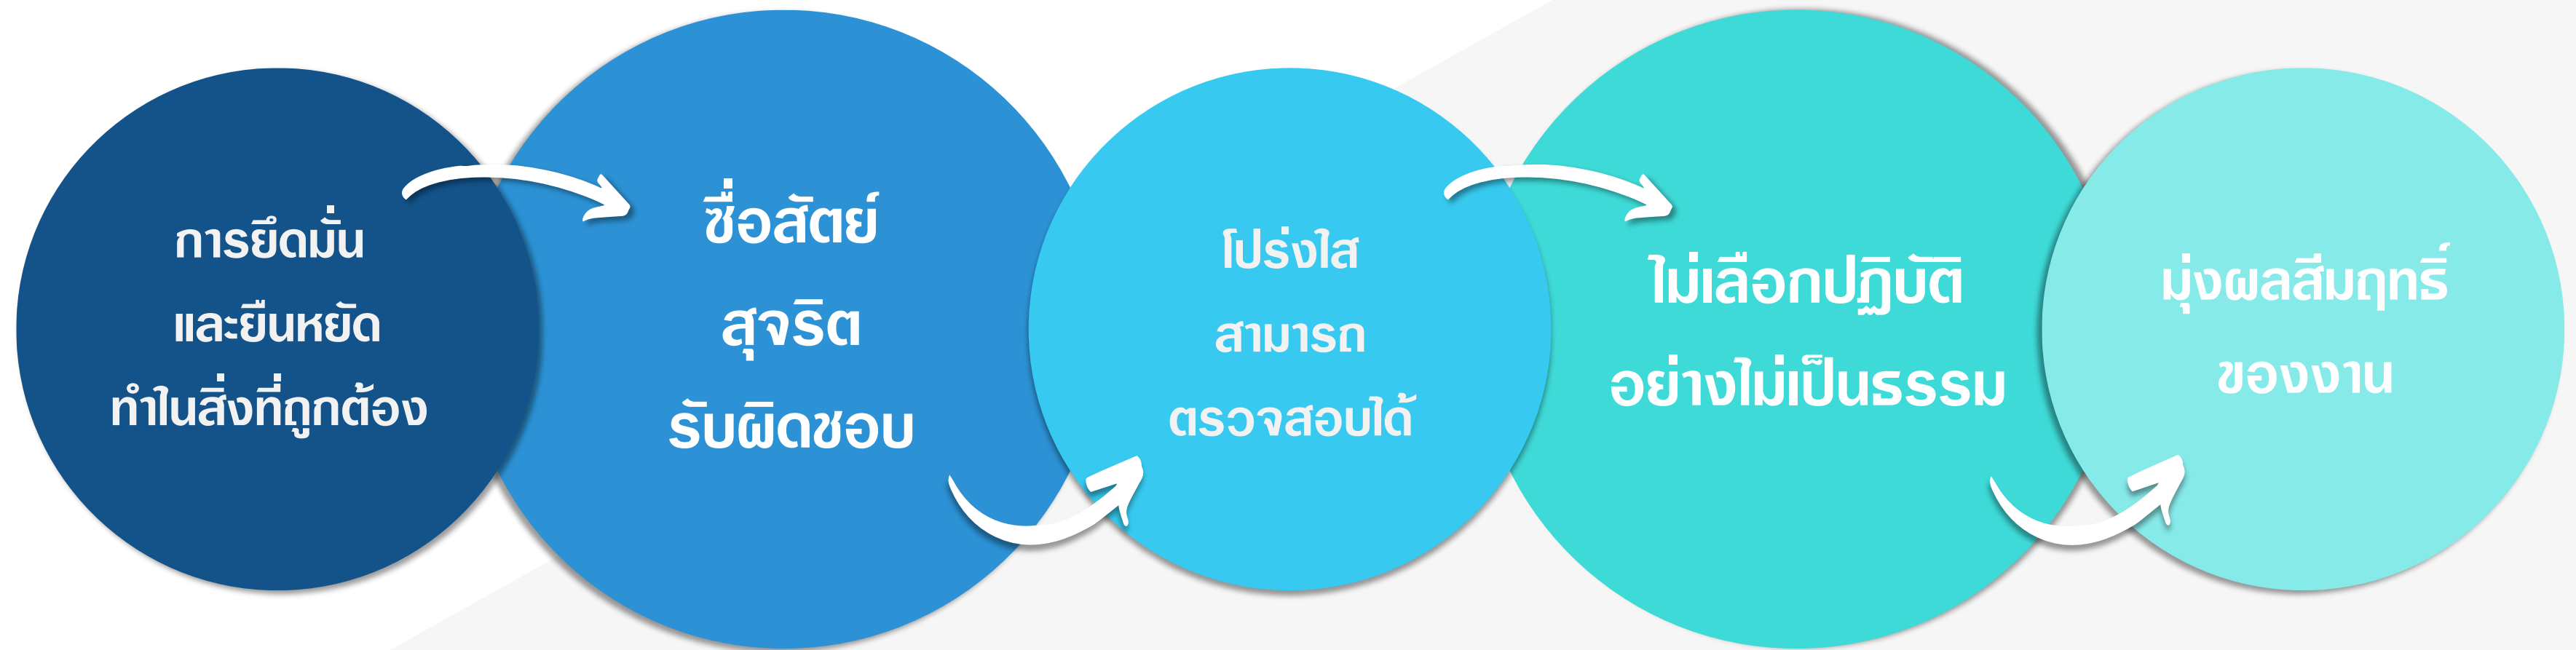 การยึดมั่น
และยืนหยัด
ทำในสิ่งที่ถูกต้อง
ซื่อสัตย์
สุจริต
รับผิดชอบ
โปร่งใส
สามารถ
ตรวจสอบได้
ไม่เลือกปฏิบัติ
อย่างไม่เป็นธรรม
มุ่งผลสีมฤทธิ์
ของงาน